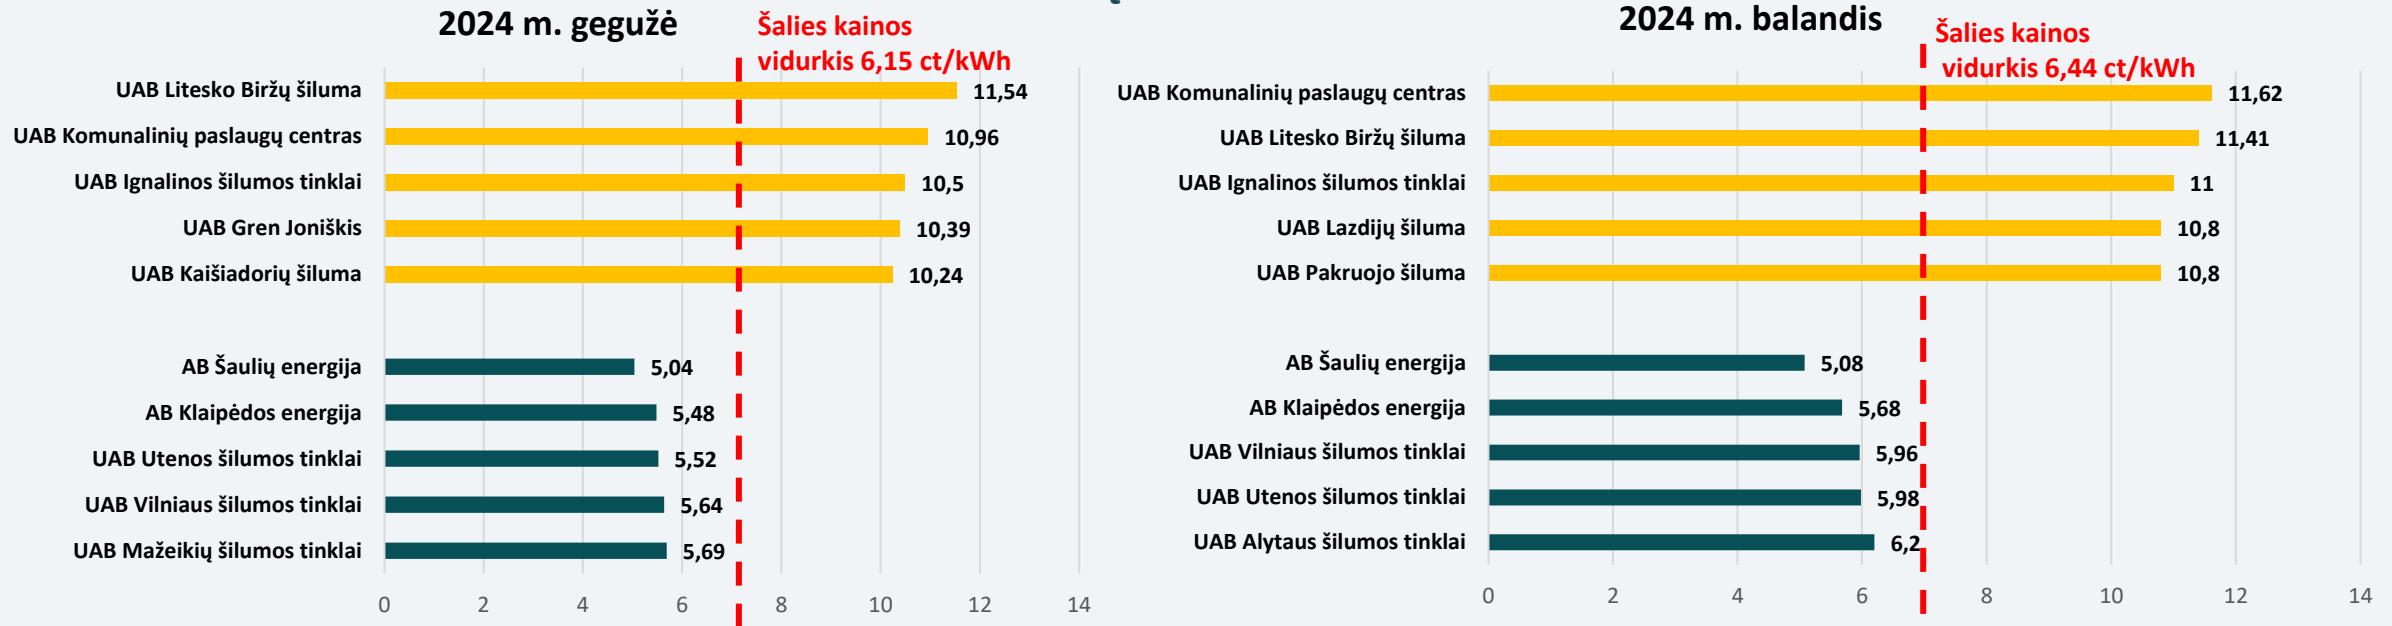 2024 m. gegužė
Šalies kainos
vidurkis 6,15 ct/kWh
UAB Litesko Biržų šiluma 11,54
UAB Komunalinių paslaugų centras 10,96
UAB Ignalinos šilumos tinklai 10,5
UAB Gren Joniškis 10,39
UAB Kaišiadorių šiluma 10,24
AB Šaulių energija 5,04
AB Klaipėdos energija 5,48
UAB Utenos šilumos tinklai 5,52
UAB Vilniaus šilumos tinklai 5,64
UAB Mažeikių šilumos tinklai 5,69
0 2 4 6 8 10 12 14
2024 m. balandis
Šalies kainos
vidurkis 6,44 ct/kWh
UAB Komunalinių paslaugų centras 11,62
UAB Litesko Biržų šiluma 11,41
UAB Ignalinos šilumos tinklai 11
UAB Lazdijų šiluma 10,8
UAB Pakruojo šiluma 10,8
AB Šaulių energija 5,08
AB Klaipėdos energija 5,68
UAB Vilniaus šilumos tinklai 5,96
UAB Utenos šilumos tinklai 5,98
UAB Alytaus šilumos tinklai 6,2
0 2 4 6 8 10 12 14